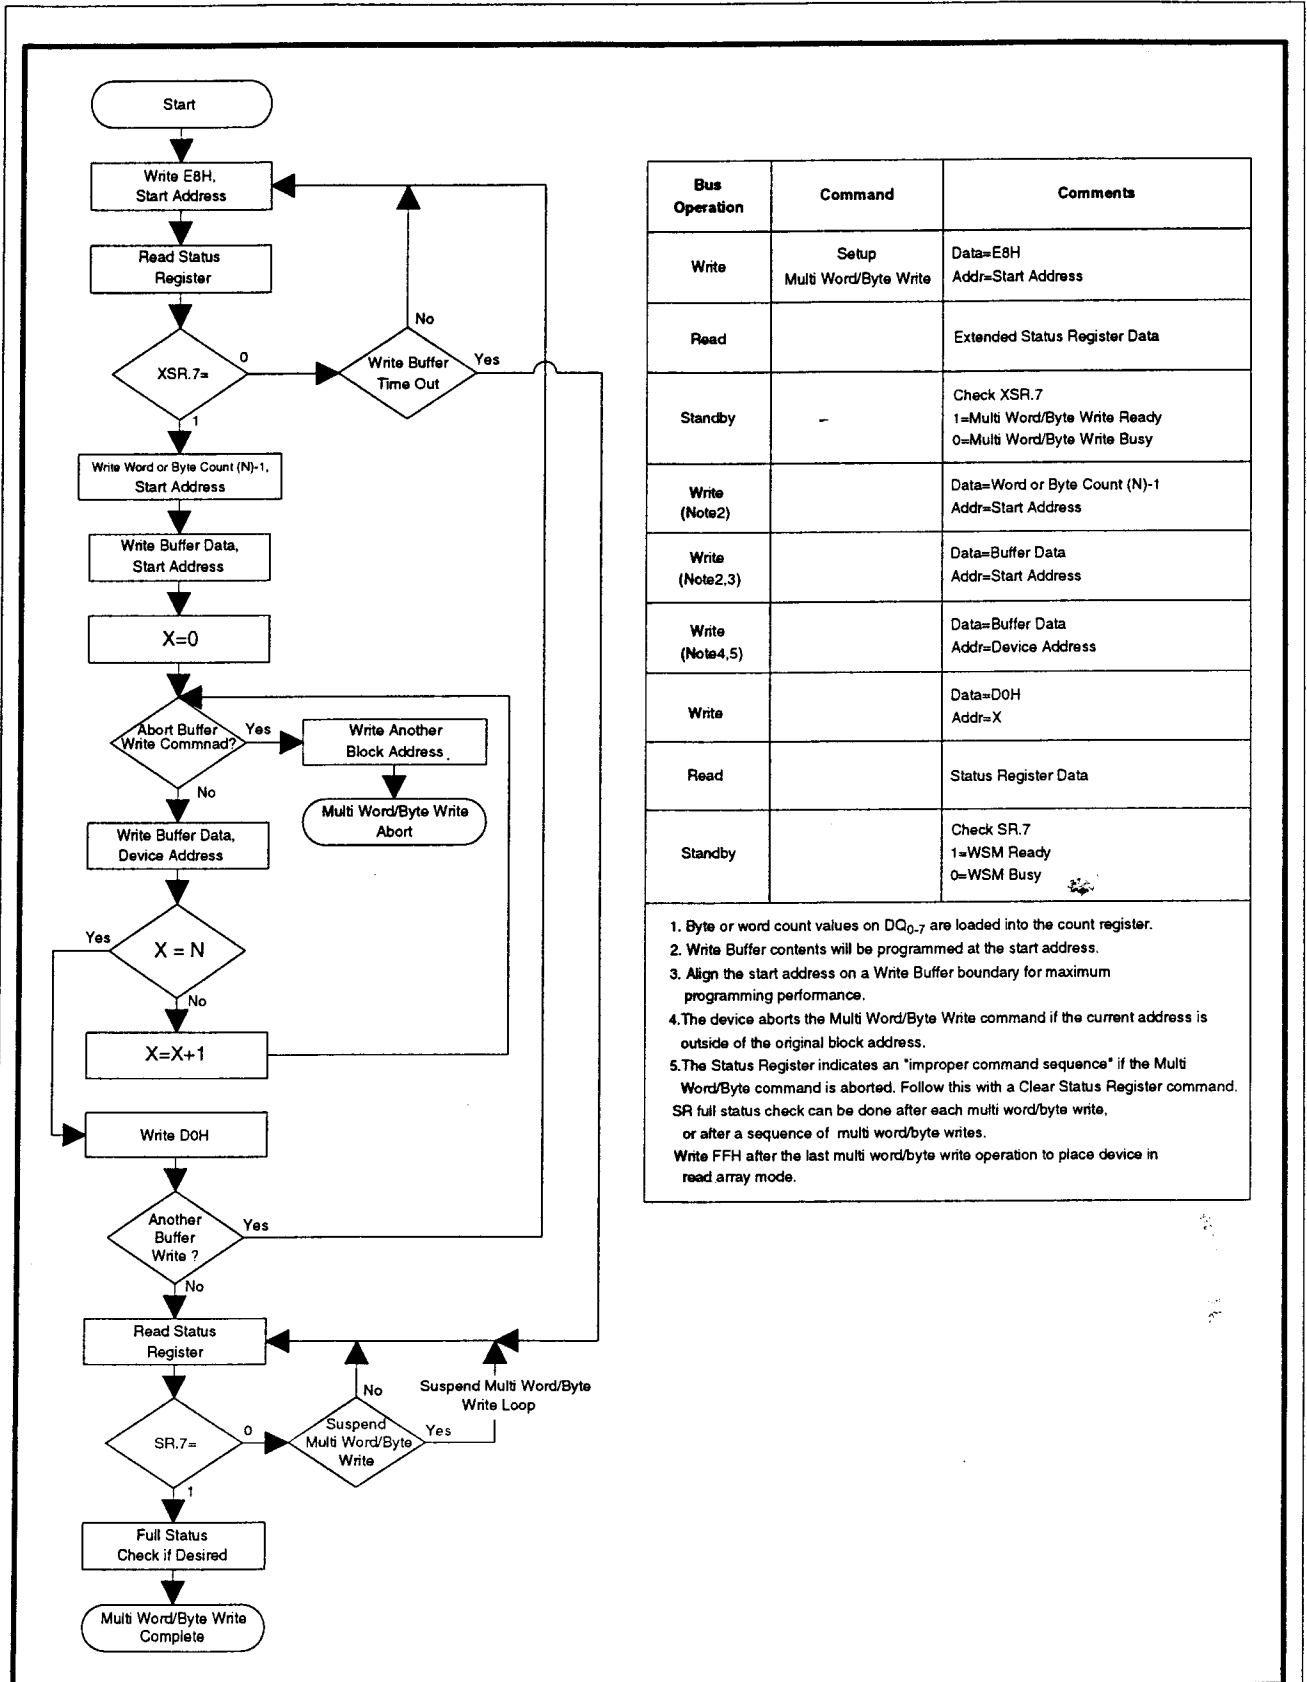 Start
Write E8H,
Start Address
Read Status
Register
No
XSR.7=
0
Write Buffer
Time Out
Yes
1
Write Word or Byte Count (N)-1,
Start Address
Write Buffer Data,
Start Address
X=0
Abort Buffer
Write Commnad?
Yes
Write Another
Block Address
No
Multi Word/Byte Write
Abort
Write Buffer Data,
Device Address
Yes
X = N
No
X=X+1
Write D0H
Another
Buffer
Write ?
Yes
No
Read Status
Register
No
Suspend Multi Word/Byte
Write Loop
SR.7=
0
Suspend
Multi Word/Byte
Write
Yes
1
Full Status
Check if Desired
Multi Word/Byte Write
Complete
Bus
Operation
Command
Comments
Write
Setup
Multi Word/Byte Write
Data=E8H
Addr=Start Address
Read
Extended Status Register Data
Standby
Check XSR.7
1=Multi Word/Byte Write Ready
0=Multi Word/Byte Write Busy
Write
(Note2)
Data=Word or Byte Count (N)-1
Addr=Start Address
Write
(Note2,3)
Data=Buffer Data
Addr=Start Address
Write
(Note4,5)
Data=Buffer Data
Addr=Device Address
Write
Data=D0H
Addr=X
Read
Status Register Data
Standby
Check SR.7
1=WSM Ready
0=WSM Busy
1. Byte or word count values on DQ0-7 are loaded into the count register.
2. Write Buffer contents will be programmed at the start address.
3. Align the start address on a Write Buffer boundary for maximum
programming performance.
4.The device aborts the Multi Word/Byte Write command if the current address is
outside of the original block address.
5.The Status Register indicates an "improper command sequence" if the Multi
Word/Byte command is aborted. Follow this with a Clear Status Register command.
SR full status check can be done after each multi word/byte write,
or after a sequence of multi word/byte writes.
Write FFH after the last multi word/byte write operation to place device in
read array mode.